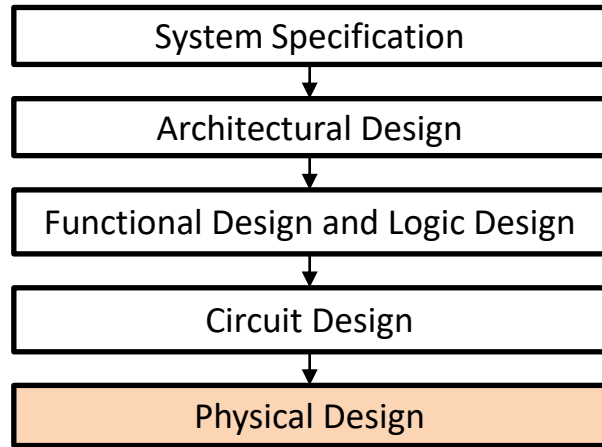 System Specification
Architectural Design
Functional Design and Logic Design
Circuit Design
Physical Design